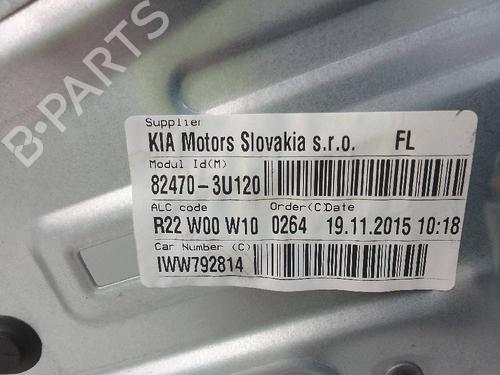 B-PARTS
Supplier
KIA Motors Slovakia s.r.o. FL
Modul Id(M)
82470-3U120
ALC code Order(C)Date
R22 W00 W10 0264 19.11.2015 10:18
Car Number (C)
IWW792814